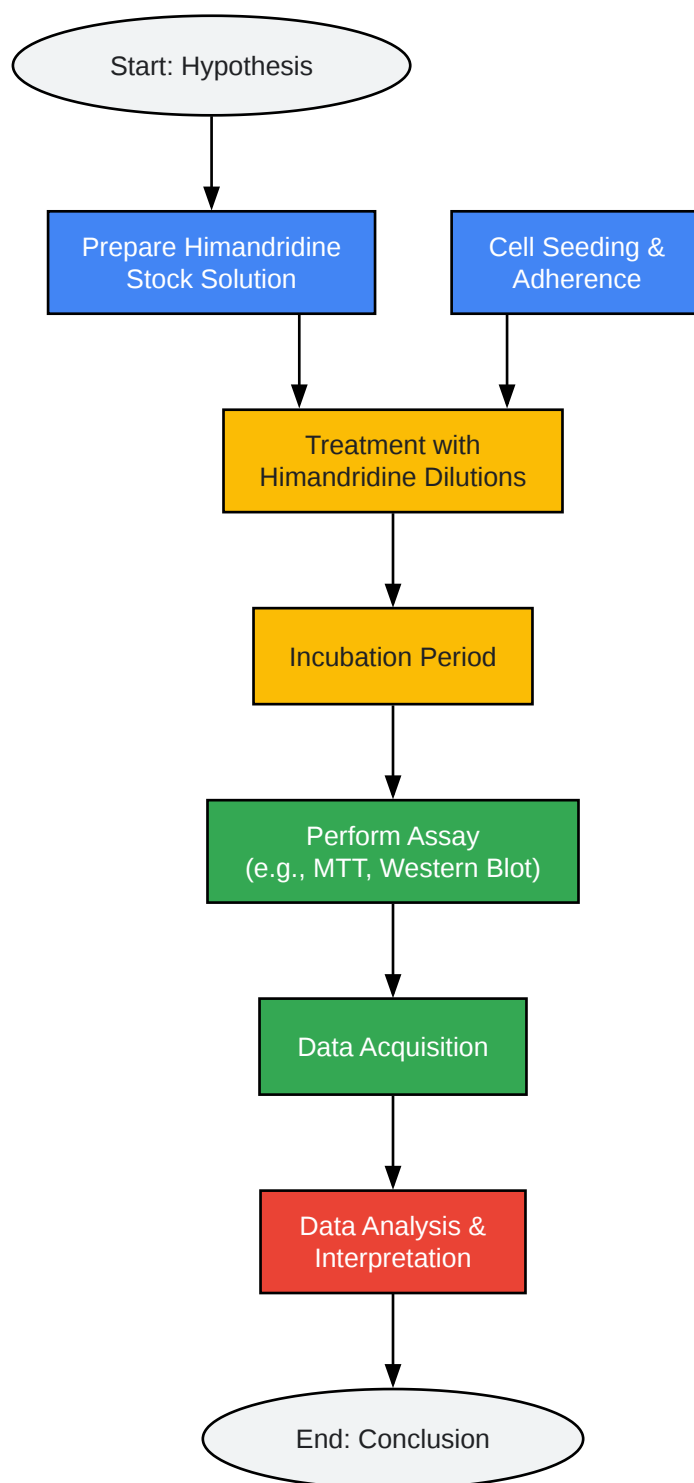 Start: Hypothesis
Prepare Himandridine
Stock Solution
Cell Seeding &
Adherence
Treatment with
Himandridine Dilutions
Incubation Period
Perform Assay
(e.g., MTT, Western Blot)
Data Acquisition
Data Analysis &
Interpretation
End: Conclusion